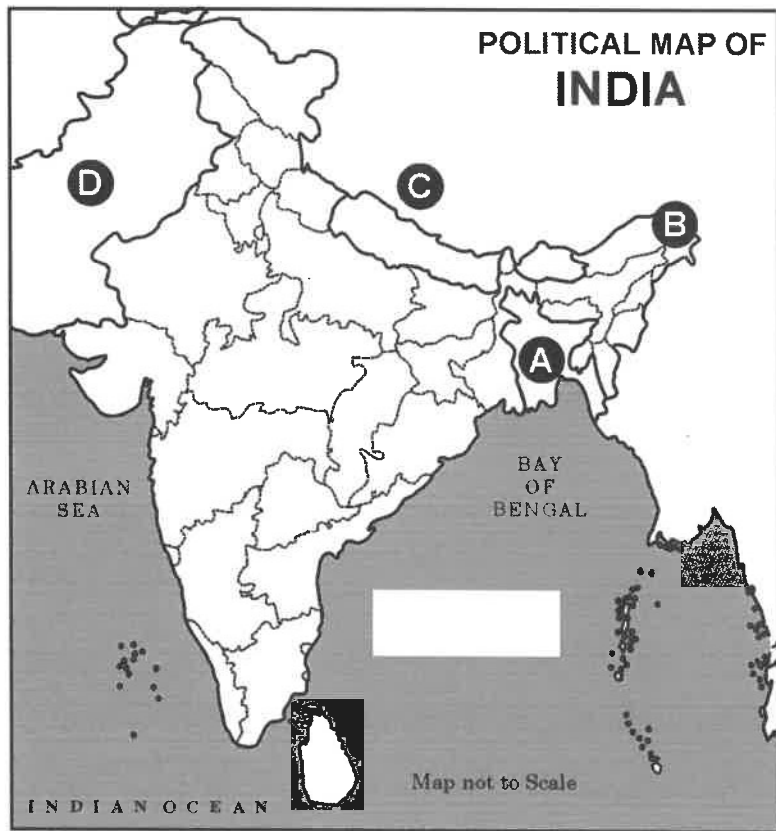 POLITICAL MAP OF
INDIA
D
C
B
A
ARABIAN
SEA
BAY
OF
BENGAL
Map not to Scale
INDIAN OCEAN